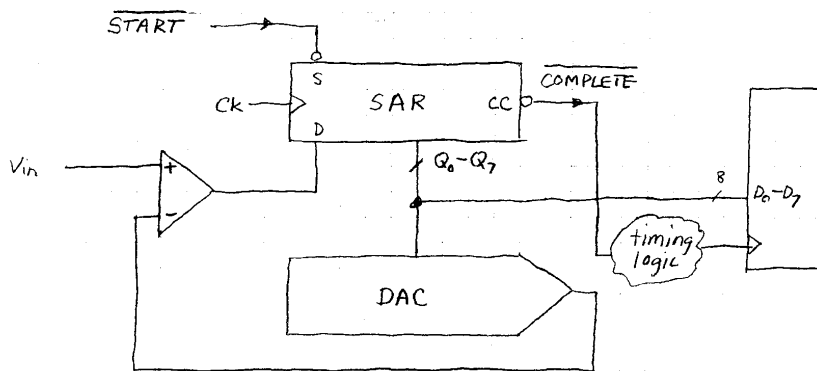 START
S
Ck
SAR
CC
COMPLETE
D
Vin
+
-
Q₀-Q₇
8
D₀-D₇
timing
logic
DAC